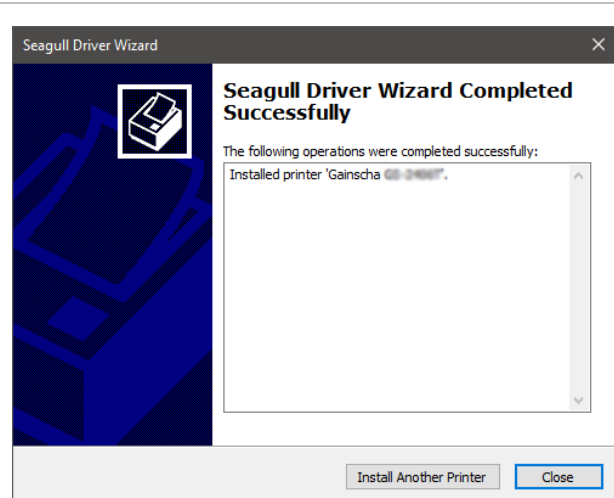 Seagull Driver Wizard
Seagull Driver Wizard Completed
Successfully
The following operations were completed successfully:
Installed printer 'Gainscha
Install Another Printer
Close